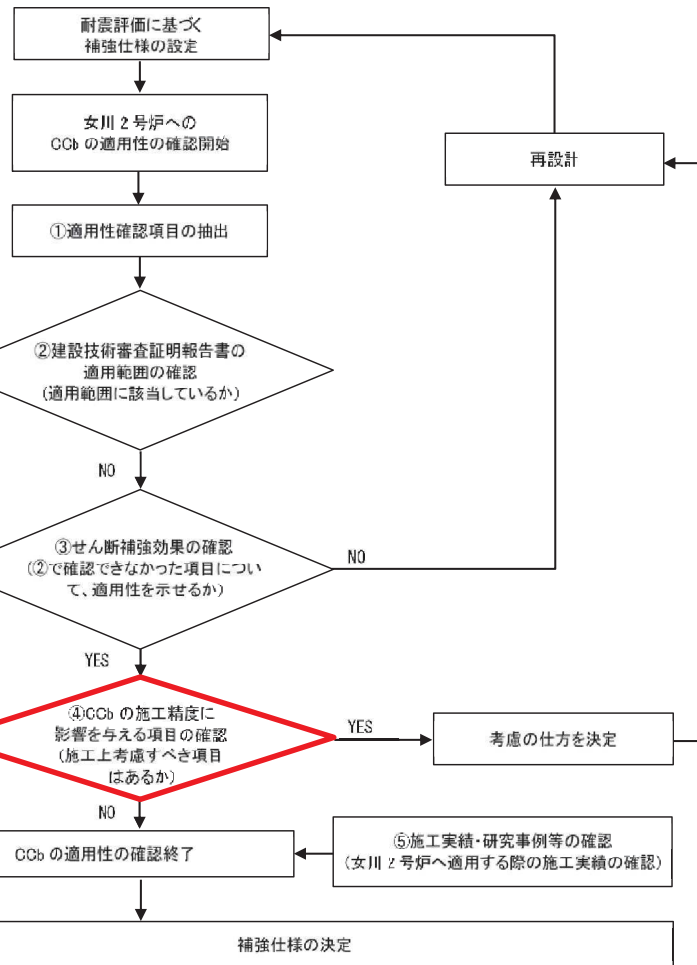 耐震評価に基づく
補強仕様の設定
女川2号炉への
CCbの適用性の確認開始
再設計
①適用性確認項目の抽出
②建設技術審査証明報告書の
適用範囲の確認
(適用範囲に該当しているか)
NO
③せん断補強効果の確認
(②で確認できなかった項目につい
て、適用性を示せるか)
NO
YES
④CCbの施工精度に
影響を与える項目の確認
(施工上考慮すべき項目
はあるか)
YES
考慮の仕方を決定
NO
CCbの適用性の確認終了
⑤施工実績・研究事例等の確認
(女川2号炉へ適用する際の施工実績の確認)
補強仕様の決定